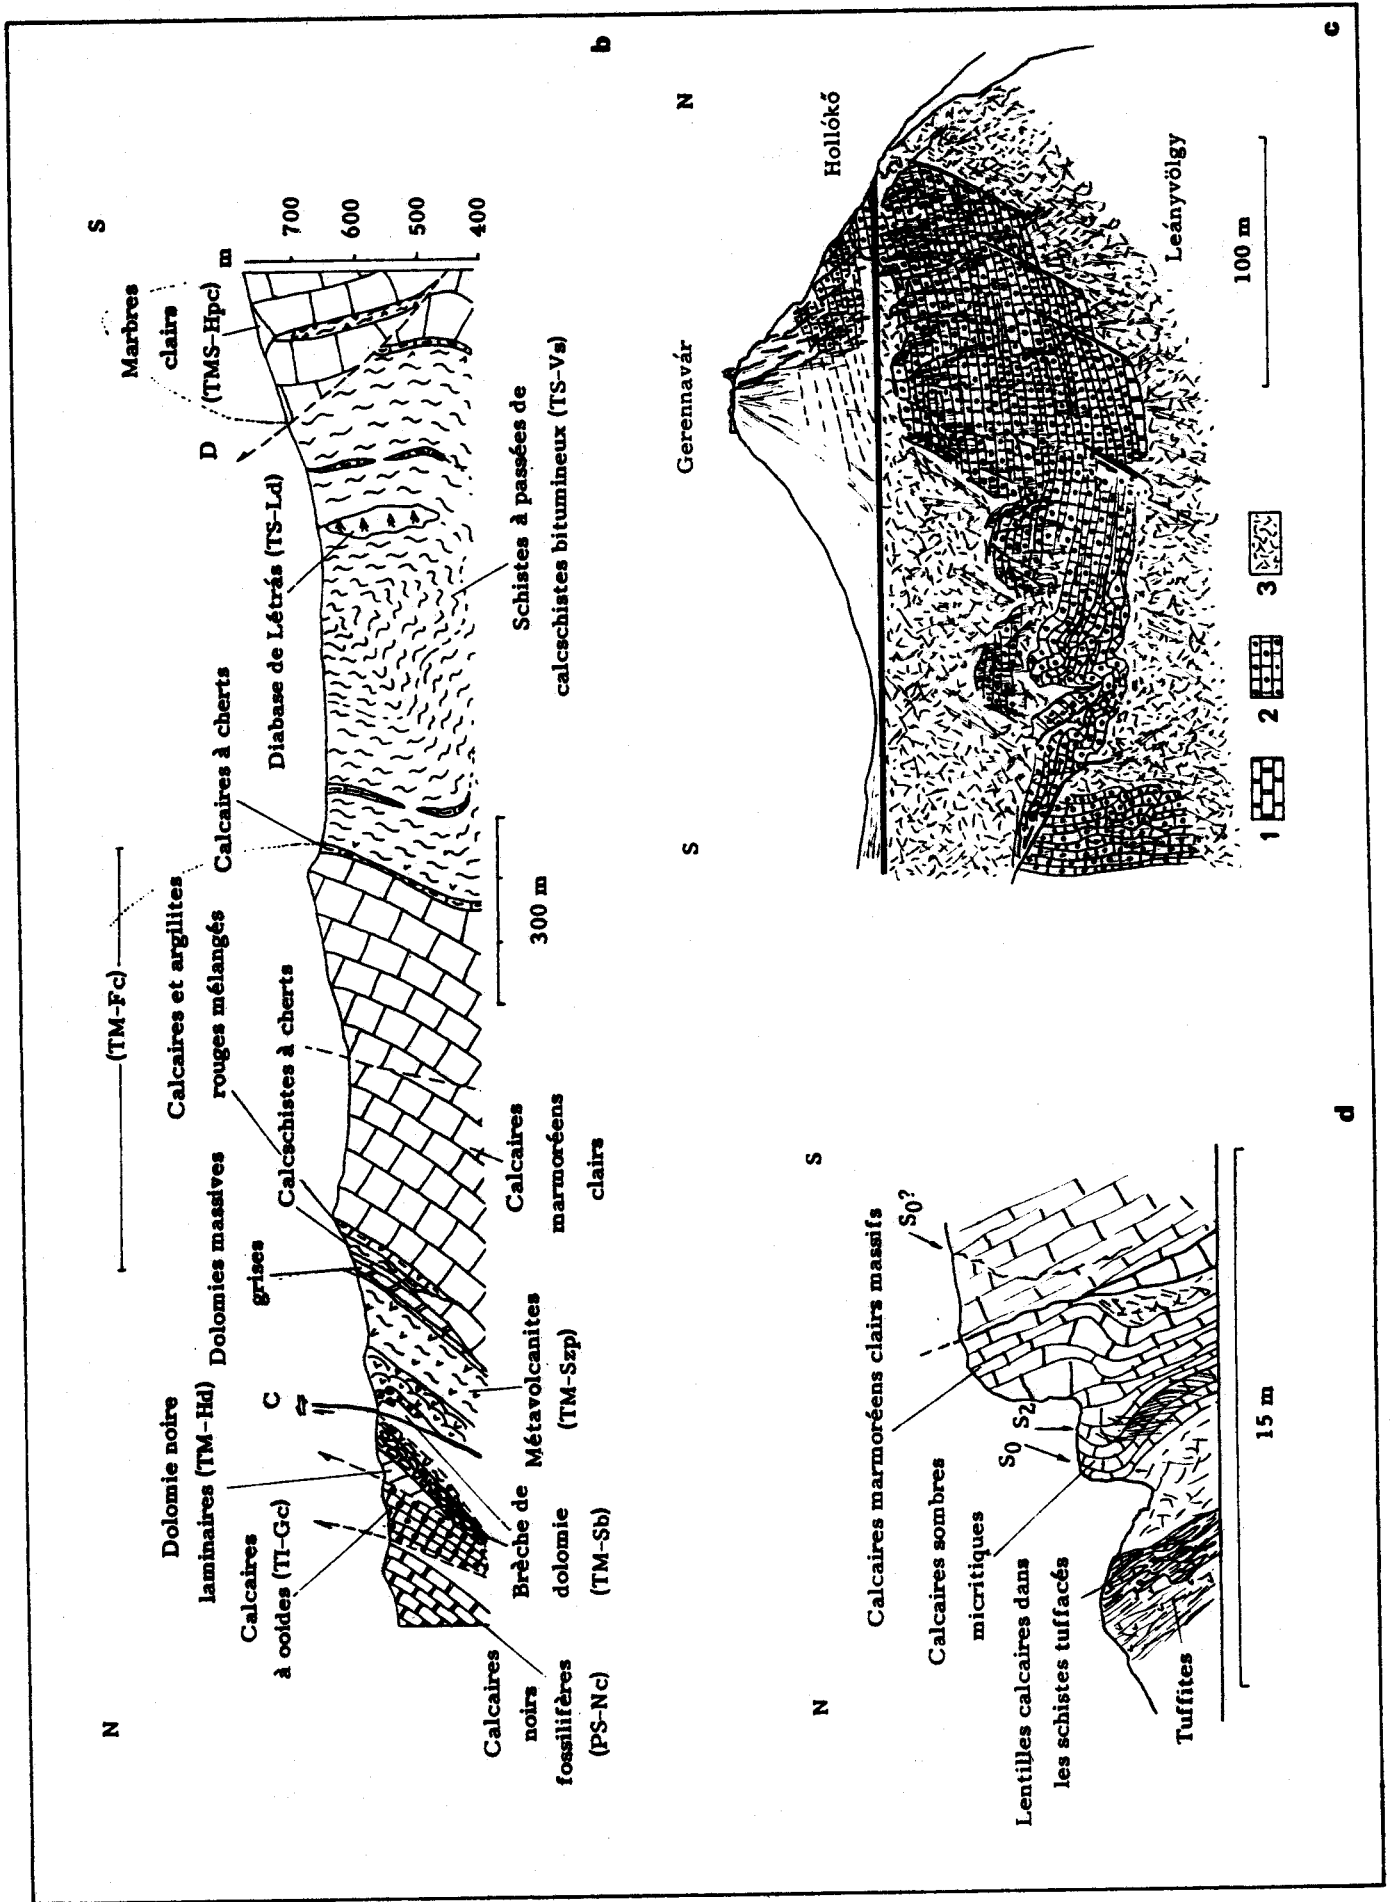 b
N
S
(TM-Fc)
Marbres
clairs
(TMS-Hpc)
D
m
700
600
500
400
Dolomie noire
laminaires (TM-Hd)
Calcaires
à ooides (TI-Gc)
C
Dolomies massives
grises
Calcaires et argilites
rouges mélangés
Calcschistes à cherts
Calcaires à cherts
Diabase de Létrás (TS-Ld)
Calcaires
noirs
fossilifères
(PS-Nc)
Brèche de
dolomie
(TM-Sb)
Métavolcanites
(TM-Szp)
Calcaires
marmoréens
clairs
300 m
Schistes à passées de
calcschistes bitumineux (TS-Vs)
c
S
N
Gerennavár
Hollókő
Leányvölgy
100 m
1
2
3
d
N
S
Calcaires marmoréens clairs massifs
S0?
Calcaires sombres
micritiques
S0
S2
Lentilles calcaires dans
les schistes tuffacés
Tuffites
15 m